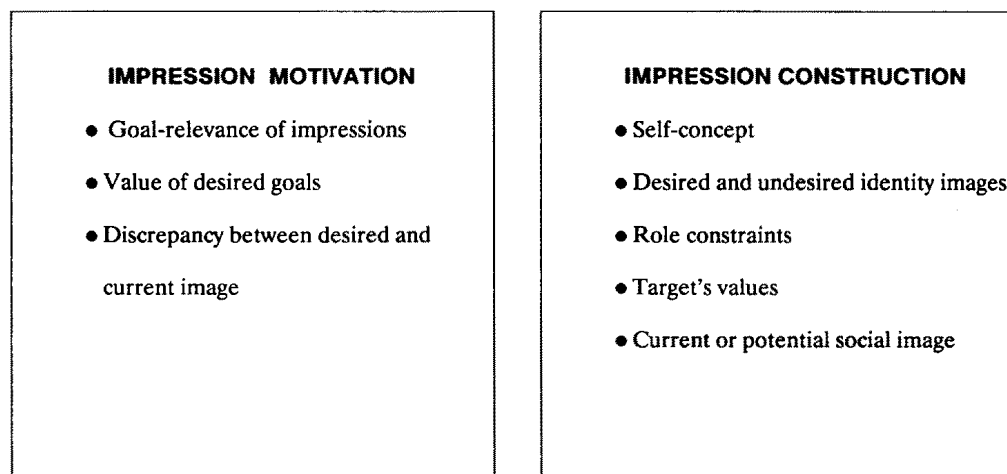 IMPRESSION MOTIVATION
● Goal-relevance of impressions
● Value of desired goals
● Discrepancy between desired and
current image
IMPRESSION CONSTRUCTION
● Self-concept
● Desired and undesired identity images
● Role constraints
● Target's values
● Current or potential social image